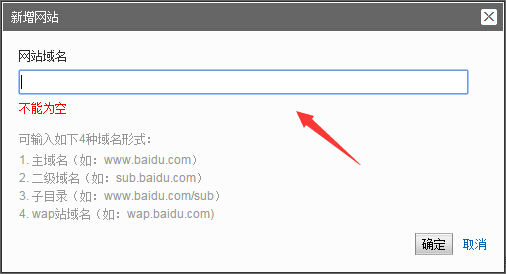 新增网站
网站域名
不能为空
可输入如下4种域名形式：
1. 主域名（如：www.baidu.com）
2. 二级域名（如：sub.baidu.com）
3. 子目录（如：www.baidu.com/sub）
4. wap站域名（如：wap.baidu.com)
确定 取消